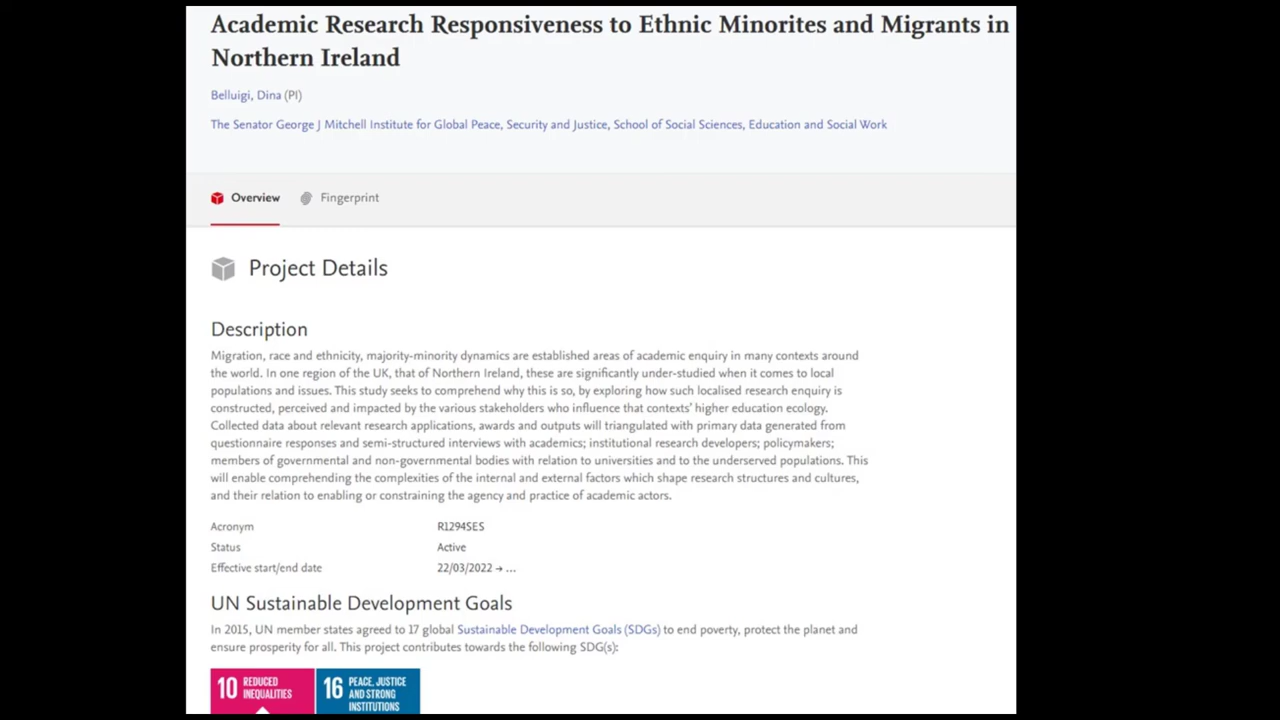 Academic Research Responsiveness to Ethnic Minorites and Migrants in
Northern Ireland
Belluigi, Dina (PI)
The Senator George J Mitchell Institute for Global Peace, Security and Justice, School of Social Sciences, Education and Social Work
Overview Fingerprint
Project Details
Description
Migration, race and ethnicity, majority-minority dynamics are established areas of academic enquiry in many contexts around
the world. In one region of the UK, that of Northern Ireland, these are significantly under-studied when it comes to local
populations and issues. This study seeks to comprehend why this is so, by exploring how such localised research enquiry is
constructed, perceived and impacted by the various stakeholders who influence that contexts' higher education ecology.
Collected data about relevant research applications, awards and outputs will triangulated with primary data generated from
questionnaire responses and semi-structured interviews with academics; institutional research developers; policymakers;
members of governmental and non-governmental bodies with relation to universities and to the underserved populations. This
will enable comprehending the complexities of the internal and external factors which shape research structures and cultures,
and their relation to enabling or constraining the agency and practice of academic actors.
Acronym R1294SES
Status Active
Effective start/end date 22/03/2022 → ...
UN Sustainable Development Goals
In 2015, UN member states agreed to 17 global Sustainable Development Goals (SDGs) to end poverty, protect the planet and
ensure prosperity for all. This project contributes towards the following SDG(s):
10 REDUCED
INEQUALITIES
16 PEACE, JUSTICE
AND STRONG
INSTITUTIONS